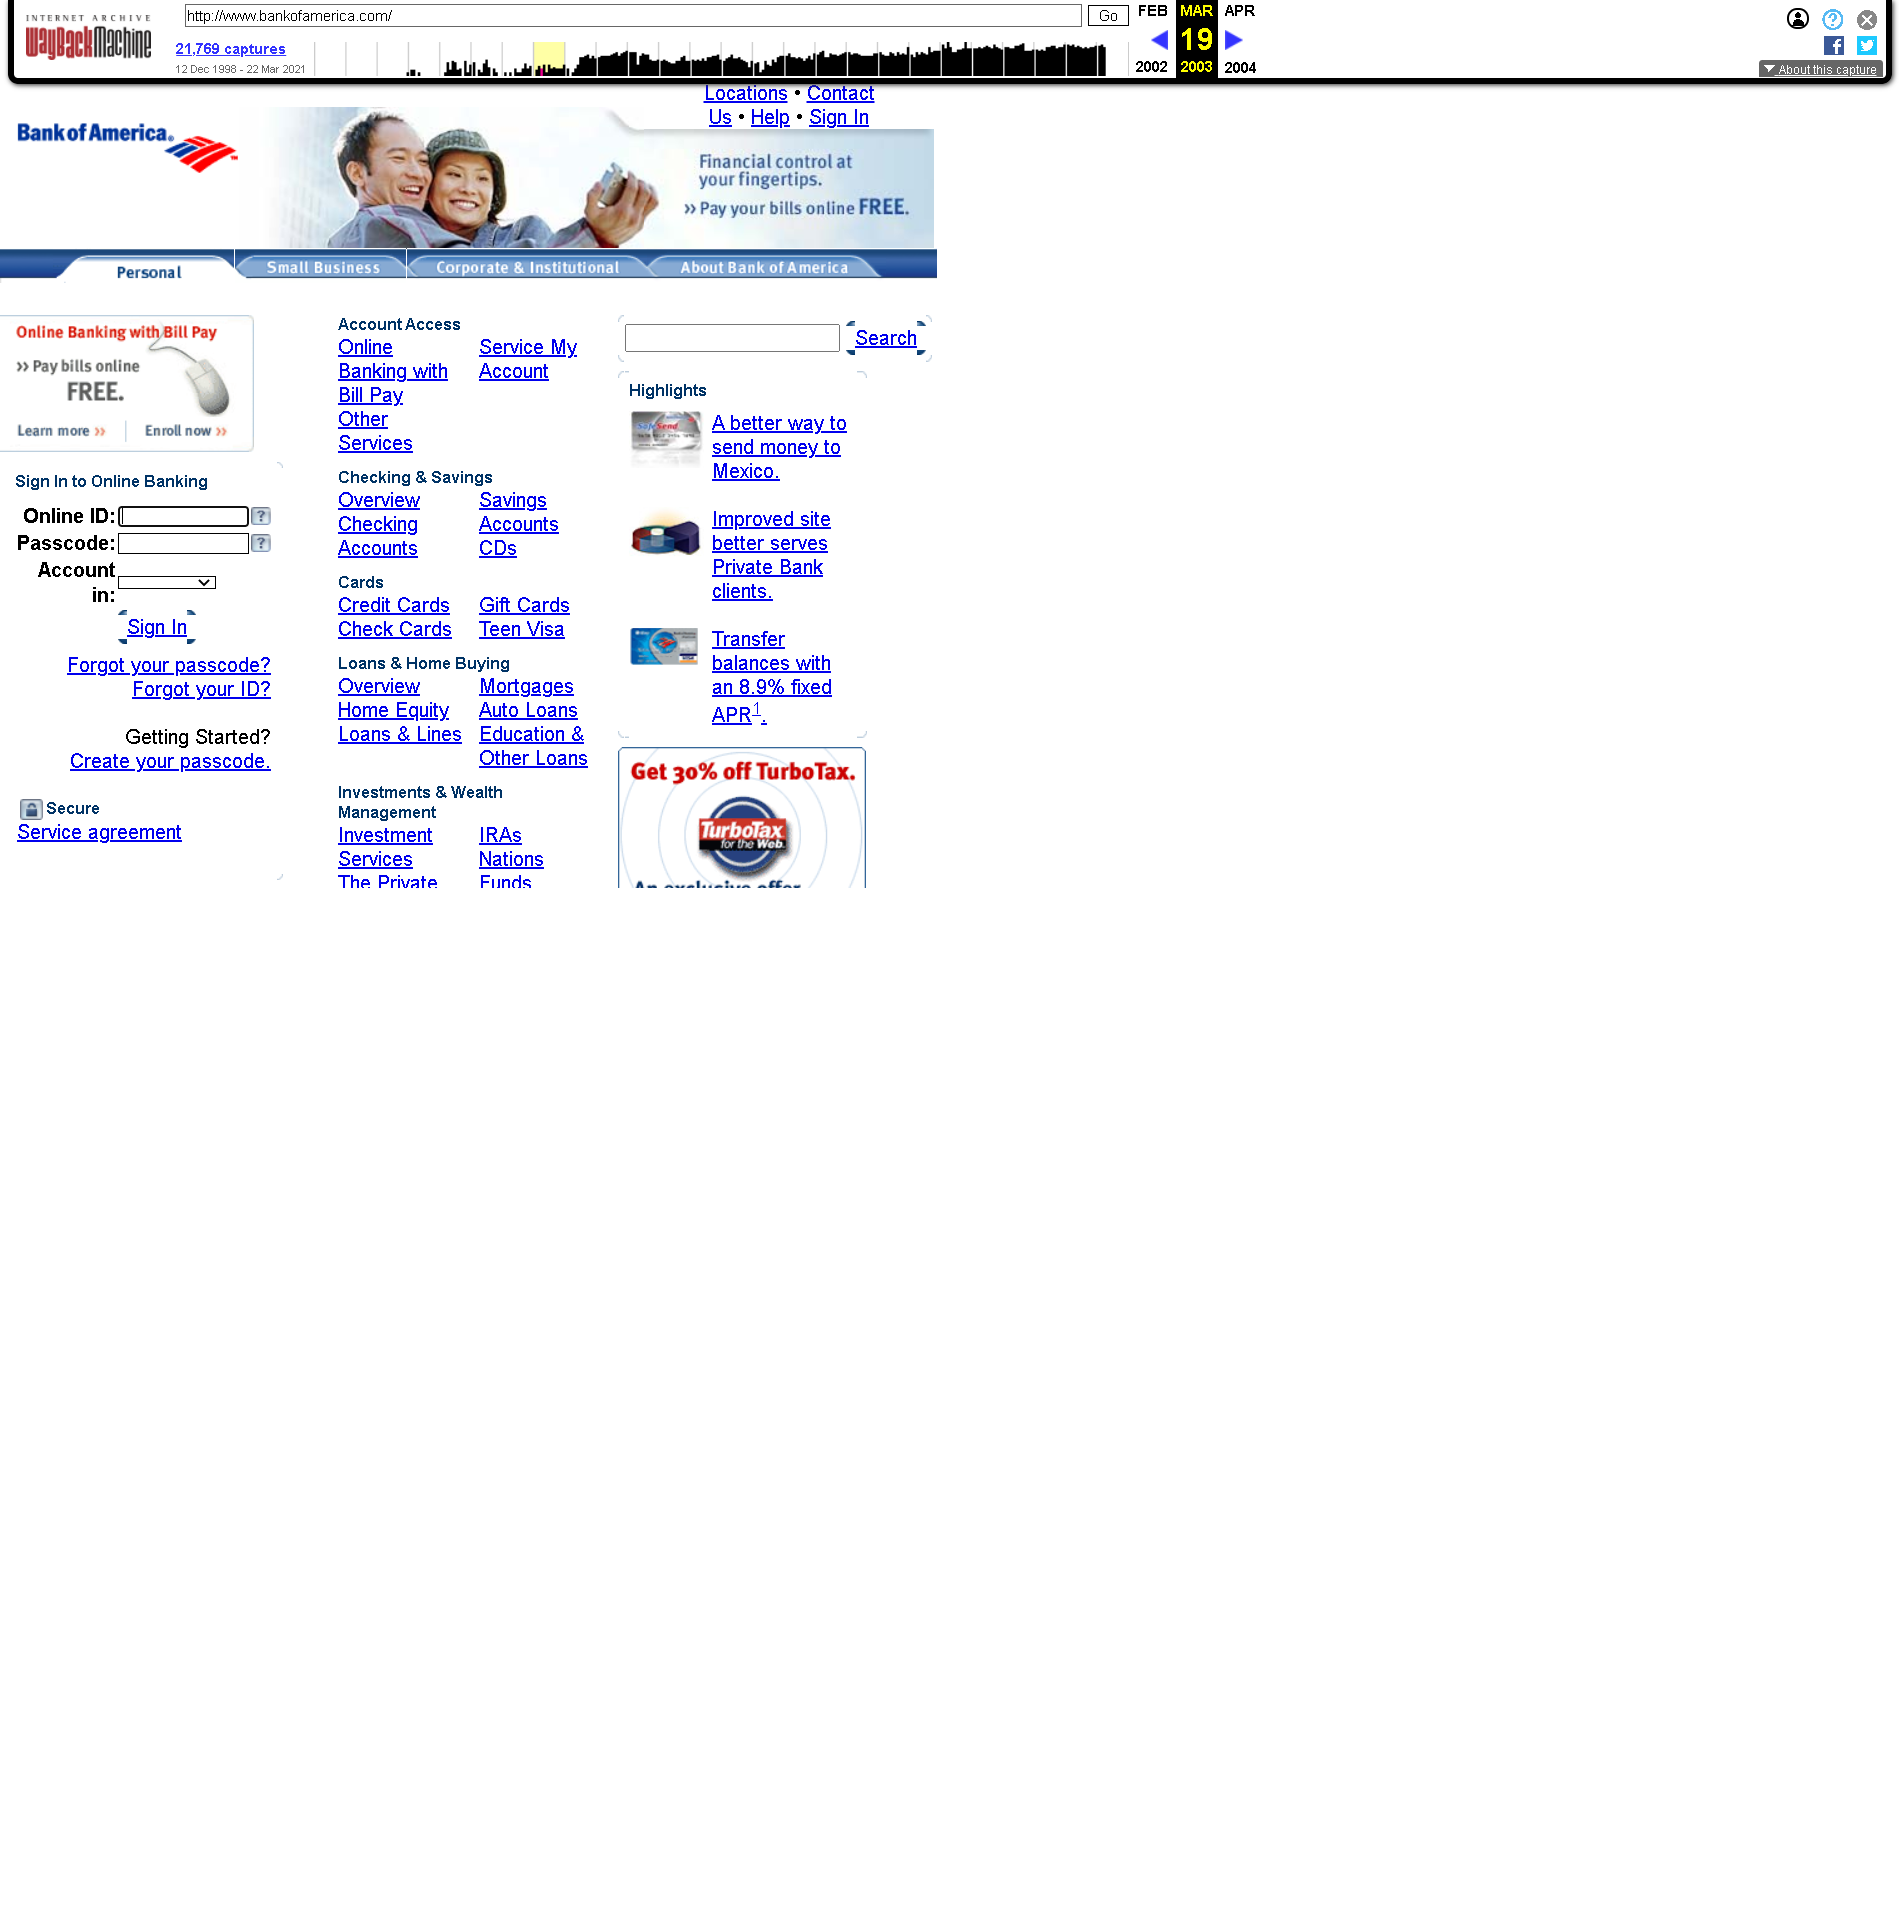 INTERNET ARCHIVE
WayBackMachine
http://www.bankofamerica.com/
Go
FEB
MAR
APR
21,769 captures
19
12 Dec 1998 - 22 Mar 2021
2002
2003
2004
About this capture
Locations • Contact
Us • Help • Sign In
Bank of America.
Financial control at
your fingertips.
›› Pay your bills online FREE.
Personal
Small Business
Corporate & Institutional
About Bank of America
Online Banking with Bill Pay
›› Pay bills online
FREE.
Learn more ››
Enroll now ››
Sign In to Online Banking
Online ID:
?
Passcode:
?
Account
in:
Sign In
Forgot your passcode?
Forgot your ID?
Getting Started?
Create your passcode.
Secure
Service agreement
Account Access
Online
Banking with
Bill Pay
Other
Services
Service My
Account
Checking & Savings
Overview
Checking
Accounts
Savings
Accounts
CDs
Cards
Credit Cards
Check Cards
Gift Cards
Teen Visa
Loans & Home Buying
Overview
Home Equity
Loans & Lines
Mortgages
Auto Loans
Education &
Other Loans
Investments & Wealth
Management
Investment
Services
The Private
IRAs
Nations
Funds
Search
Highlights
SafeSend
A better way to
send money to
Mexico.
Improved site
better serves
Private Bank
clients.
Transfer
balances with
an 8.9% fixed
APR1.
Get 30% off TurboTax.
TurboTax
for the Web.
An exclusive offer